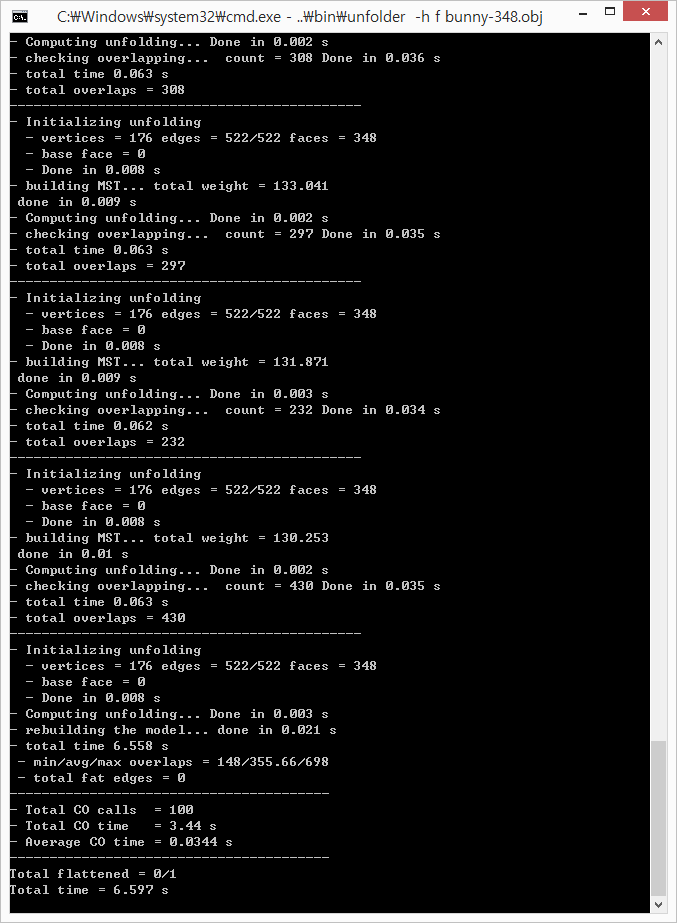 C:₩Windows₩system32₩cmd.exe - ..₩bin₩unfolder -h f bunny-348.obj
- Computing unfolding... Done in 0.002 s
- checking overlapping...  count = 308 Done in 0.036 s
- total time 0.063 s
- total overlaps = 308
--------------------------------------------
- Initializing unfolding
  - vertices = 176 edges = 522/522 faces = 348
  - base face = 0
  - Done in 0.008 s
- building MST... total weight = 133.041
 done in 0.009 s
- Computing unfolding... Done in 0.002 s
- checking overlapping...  count = 297 Done in 0.035 s
- total time 0.063 s
- total overlaps = 297
--------------------------------------------
- Initializing unfolding
  - vertices = 176 edges = 522/522 faces = 348
  - base face = 0
  - Done in 0.008 s
- building MST... total weight = 131.871
 done in 0.009 s
- Computing unfolding... Done in 0.003 s
- checking overlapping...  count = 232 Done in 0.034 s
- total time 0.062 s
- total overlaps = 232
--------------------------------------------
- Initializing unfolding
  - vertices = 176 edges = 522/522 faces = 348
  - base face = 0
  - Done in 0.008 s
- building MST... total weight = 130.253
 done in 0.01 s
- Computing unfolding... Done in 0.002 s
- checking overlapping...  count = 430 Done in 0.035 s
- total time 0.063 s
- total overlaps = 430
--------------------------------------------
- Initializing unfolding
  - vertices = 176 edges = 522/522 faces = 348
  - base face = 0
  - Done in 0.008 s
- Computing unfolding... Done in 0.003 s
- rebuilding the model... done in 0.021 s
- total time 6.558 s
 - min/avg/max overlaps = 148/355.66/698
 - total fat edges = 0
----------------------------------------
- Total CO calls  = 100
- Total CO time   = 3.44 s
- Average CO time = 0.0344 s
----------------------------------------
Total flattened = 0/1
Total time = 6.597 s